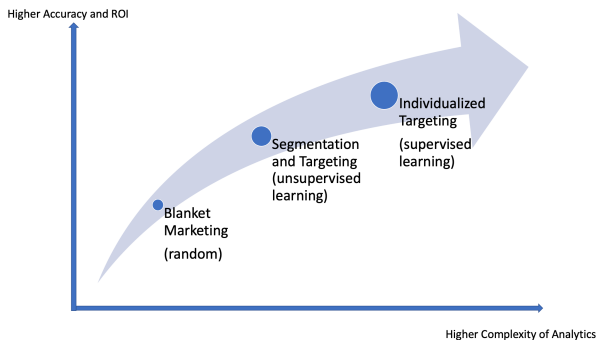 Higher Accuracy and ROI
Individualized
Targeting
(supervised
learning)
Segmentation
and Targeting
(unsupervised
learning)
Blanket
Marketing
(random)
Higher Complexity of Analytics